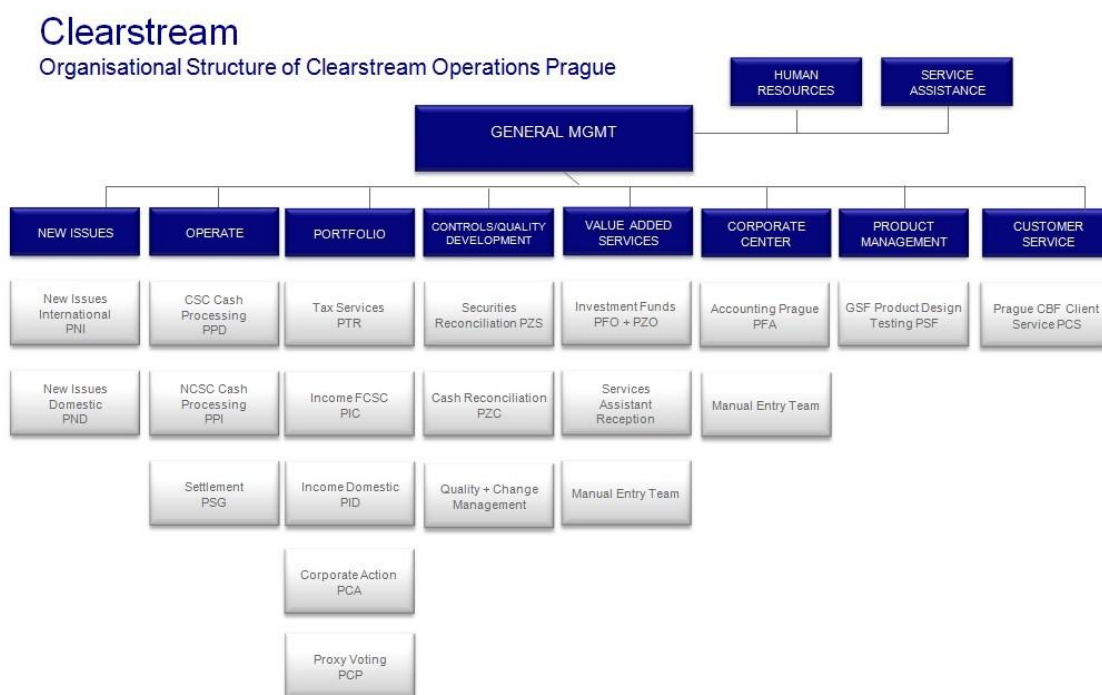 Clearstream
Organisational Structure of Clearstream Operations Prague
HUMAN
RESOURCES
SERVICE
ASSISTANCE
GENERAL MGMT
NEW ISSUES
OPERATE
PORTFOLIO
CONTROLS/QUALITY
DEVELOPMENT
VALUE ADDED
SERVICES
CORPORATE
CENTER
PRODUCT
MANAGEMENT
CUSTOMER
SERVICE
New Issues
International
PNI
CSC Cash
Processing
PPD
Tax Services
PTR
Securities
Reconciliation PZS
Investment Funds
PFO + PZO
Accounting Prague
PFA
GSF Product Design
Testing PSF
Prague CBF Client
Service PCS
New Issues
Domestic
PND
NCSC Cash
Processing
PPI
Income FCSC
PIC
Cash Reconciliation
PZC
Services
Assistant
Reception
Manual Entry Team
Settlement
PSG
Income Domestic
PID
Quality + Change
Management
Manual Entry Team
Corporate Action
PCA
Proxy Voting
PCP